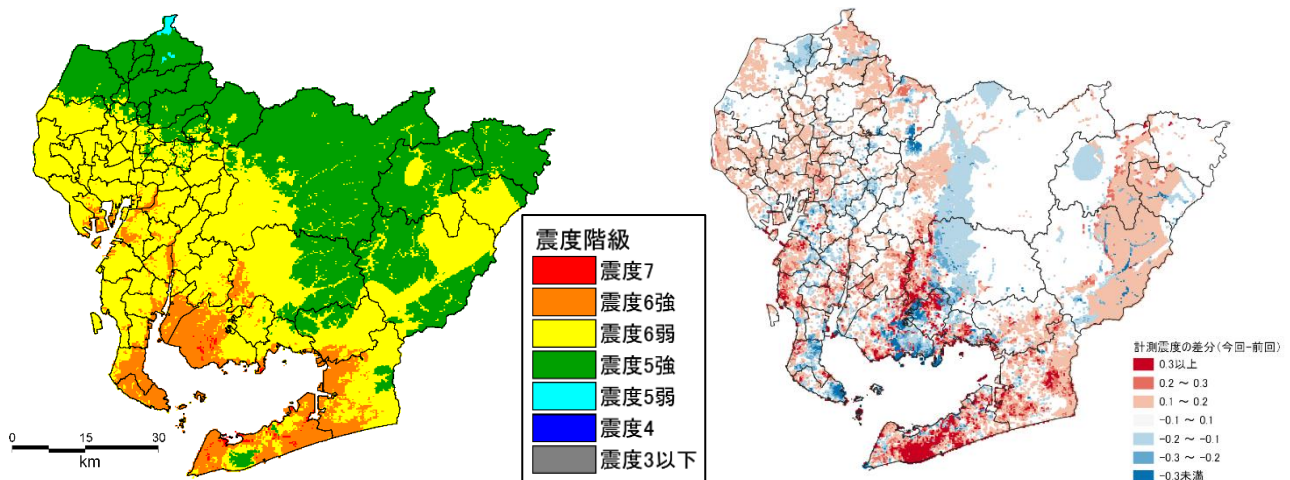 0
15
30
km
震度階級
震度7
震度6強
震度6弱
震度5強
震度5弱
震度4
震度3以下
計測震度の差分(今回-前回)
0.3以上
0.2 ～ 0.3
0.1 ～ 0.2
-0.1 ～ 0.1
-0.2 ～ -0.1
-0.3 ～ -0.2
-0.3未満